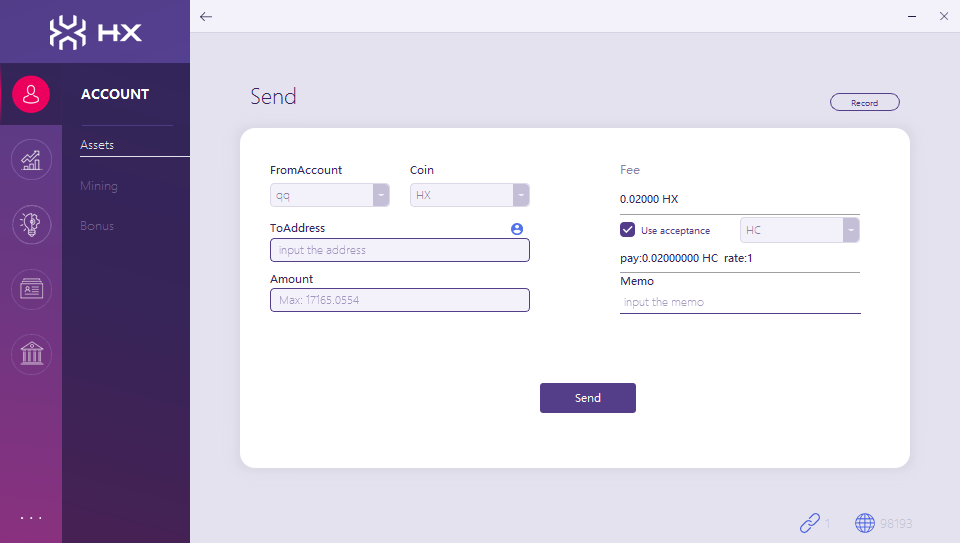 HX
ACCOUNT
Assets
Mining
Bonus
...
Send
Record
FromAccount
Coin
qq
HX
ToAddress
input the address
Amount
Max: 17165.0554
Fee
0.02000 HX
Use acceptance
HC
pay:0.02000000 HC rate:1
Memo
input the memo
Send
1
98193